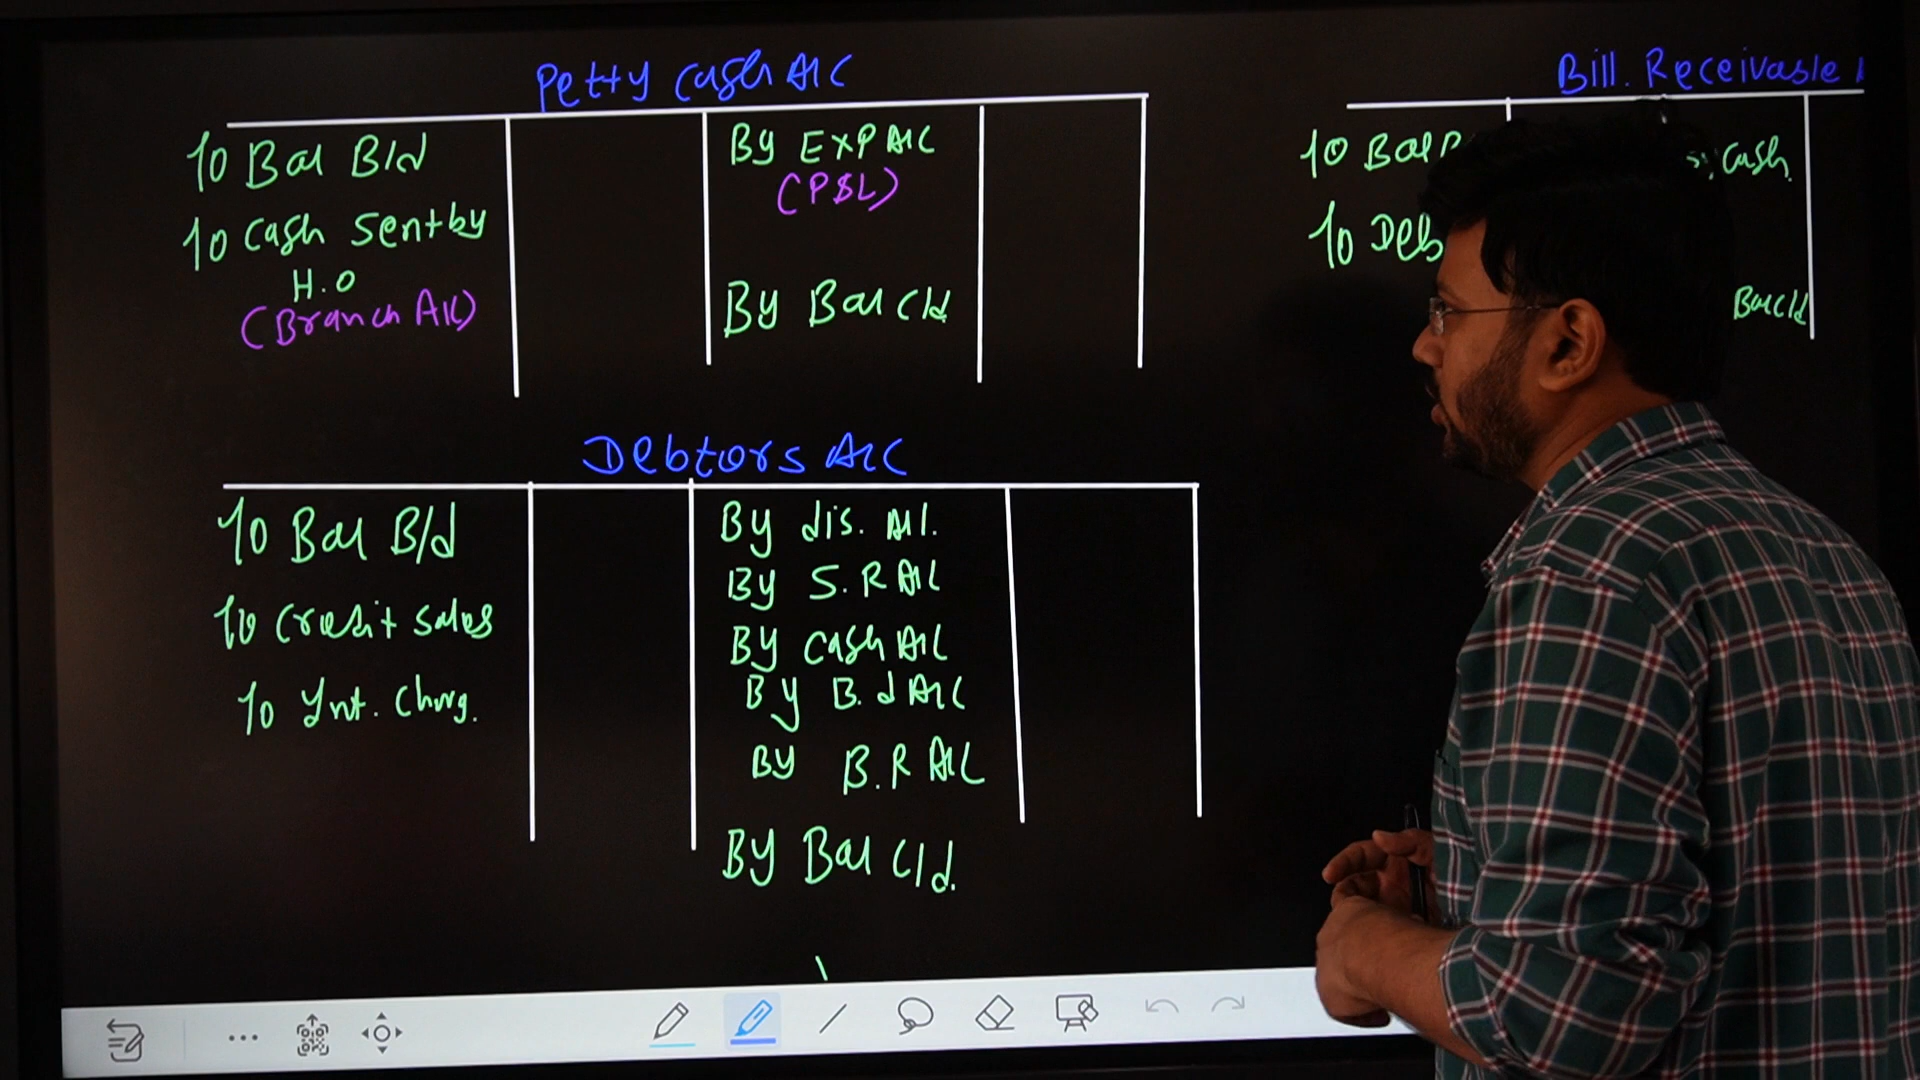 Petty Cash A/C
To Bal B/d
To Cash Sent by
H.O
(Branch A/C)
By EXP A/C
(P&L)
By Bal C/d
Debtors A/C
To Bal B/d
To Credit Sales
To Int. Chrg.
By dis. A/C
By S.R A/C
By Cash A/C
By B.d A/C
By B.R A/C
By Bal C/d.
Bill. Receivable
To Bal
Cash.
To Deb
Bal C/d